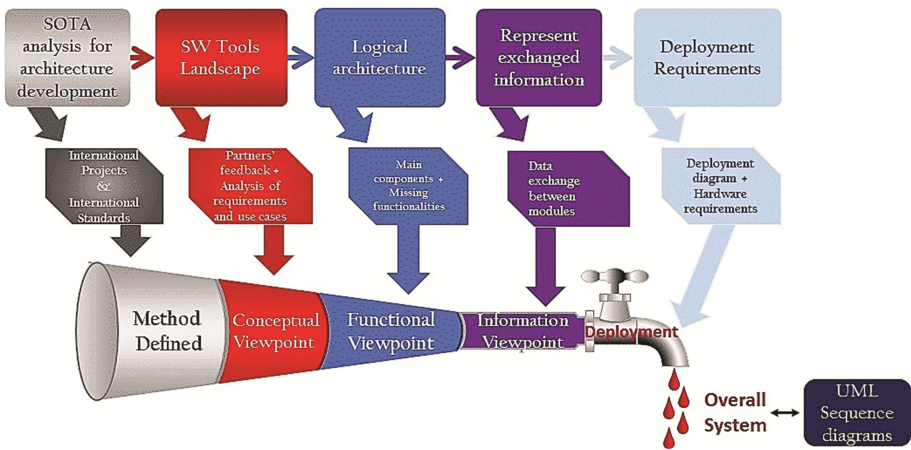 SOTA
analysis for
architecture
development
SW Tools
Landscape
Logical
architecture
Represent
exchanged
information
Deployment
Requirements
International
Projects
&
International
Standards
Partners'
feedback +
Analysis of
requirements
and use cases
Main
components +
Missing
functionalities
Data
exchange
between
modules
Deployment
diagram +
Hardware
requirements
Method
Defined
Conceptual
Viewpoint
Functional
Viewpoint
Information
Viewpoint
Deployment
Overall
System
UML
Sequence
diagrams